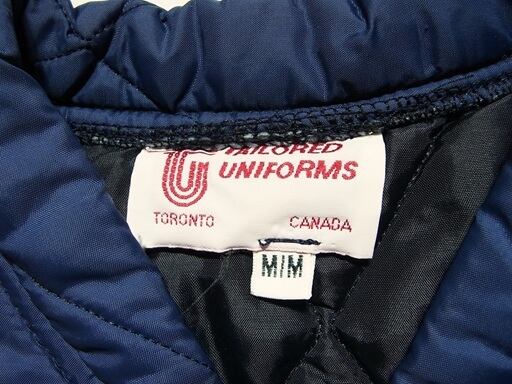 TAILORED
UNIFORMS
TORONTO CANADA
M/M